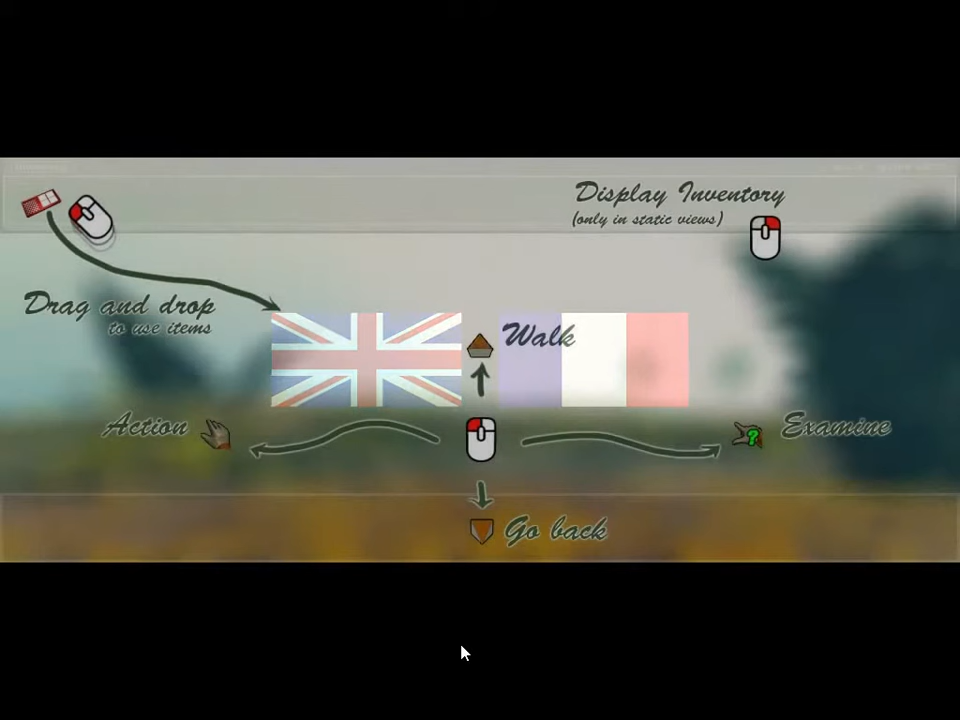 Display Inventory
(only in static views)
Drag and drop
to use items
Walk
Action
Examine
Go back